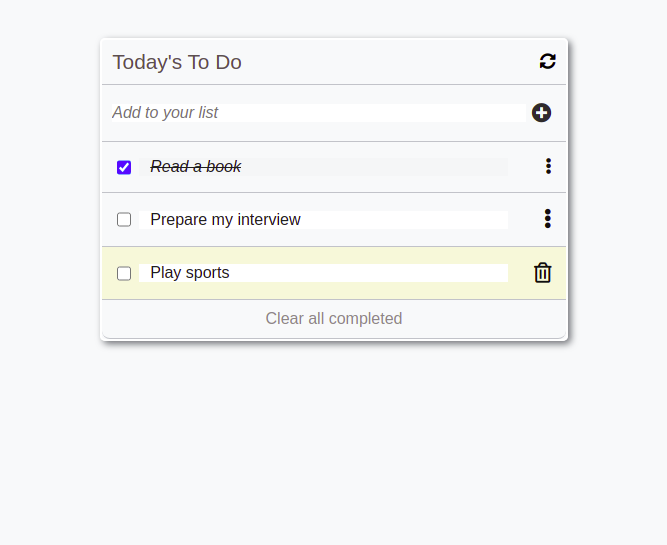 Today's To Do
Add to your list
Read a book
Prepare my interview
Play sports
Clear all completed